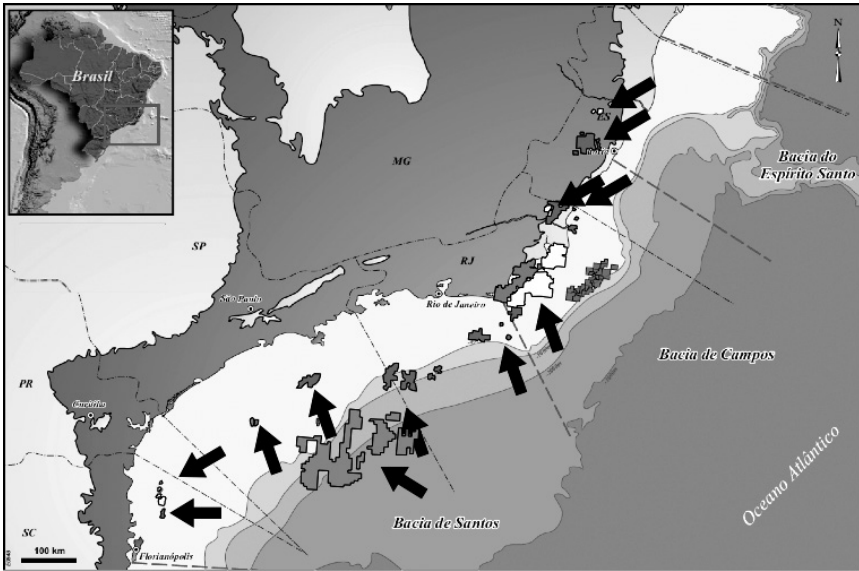 Brasil
N
ES
MG
Bacia do
Espírito Santo
SP
RJ
São Paulo
Rio de Janeiro
Bacia de Campos
PR
Curitiba
Oceano Atlântico
Bacia de Santos
SC
100 km
Florianópolis